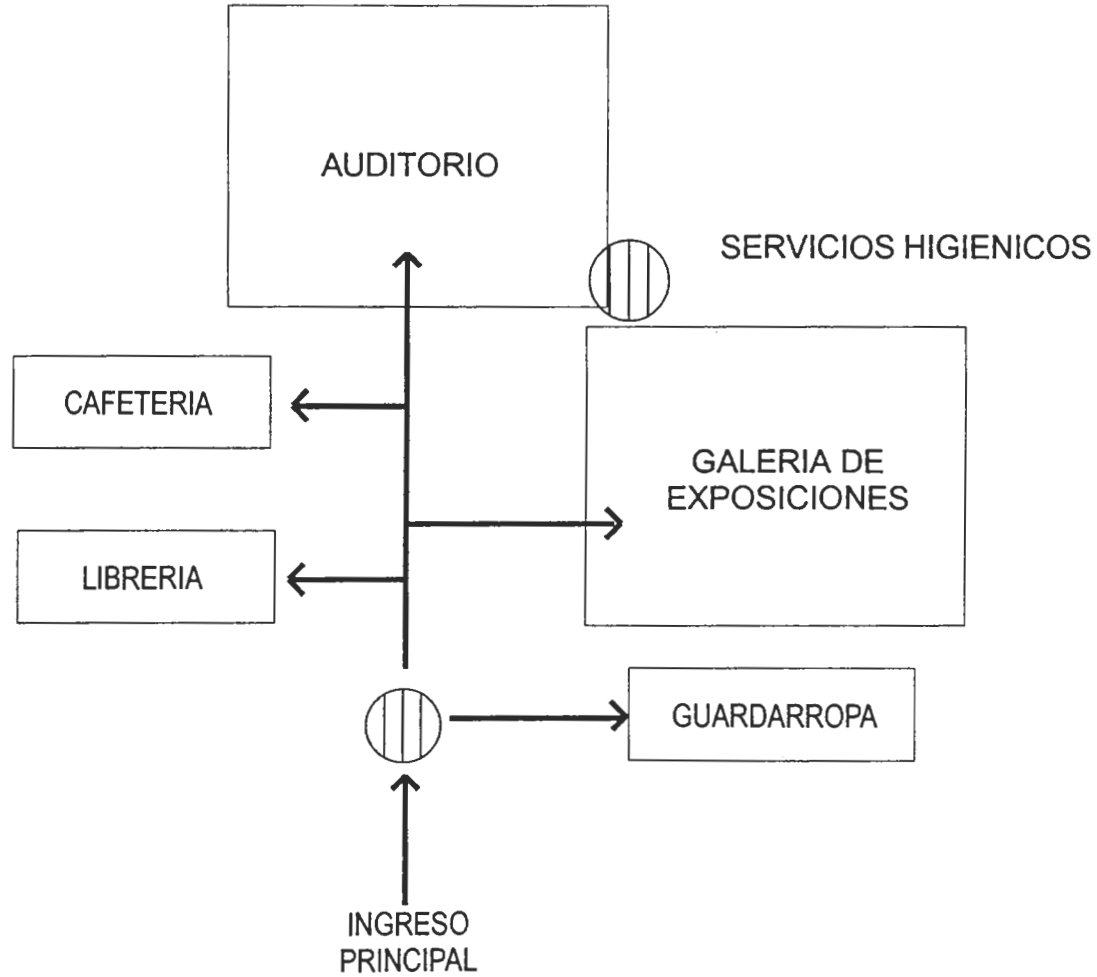 AUDITORIO
SERVICIOS HIGIENICOS
CAFETERIA
GALERIA DE
EXPOSICIONES
LIBRERIA
GUARDARROPA
INGRESO
PRINCIPAL